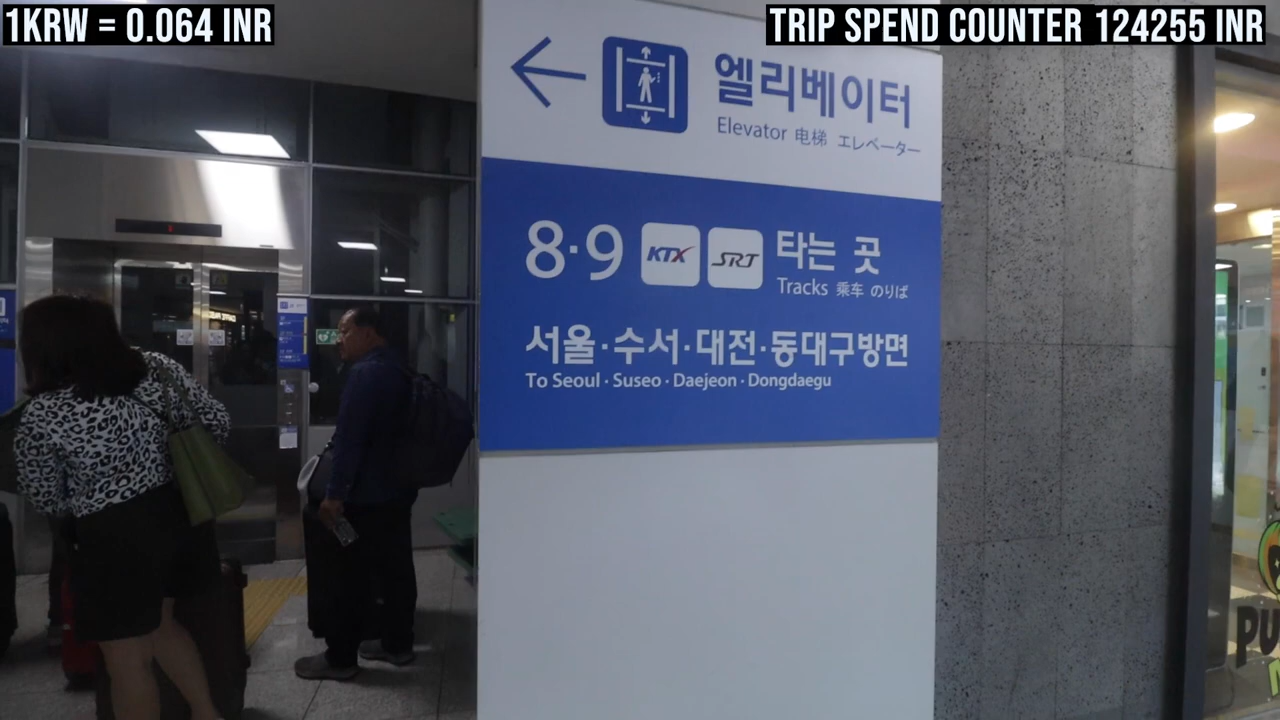 1KRW = 0.064 INR
TRIP SPEND COUNTER 124255 INR
엘리베이터
Elevator 电梯 エレベーター
8·9 KTX SRT 타는 곳
Tracks 乘车 のりば
서울·수서·대전·동대구방면
To Seoul · Suseo · Daejeon · Dongdaegu
PU